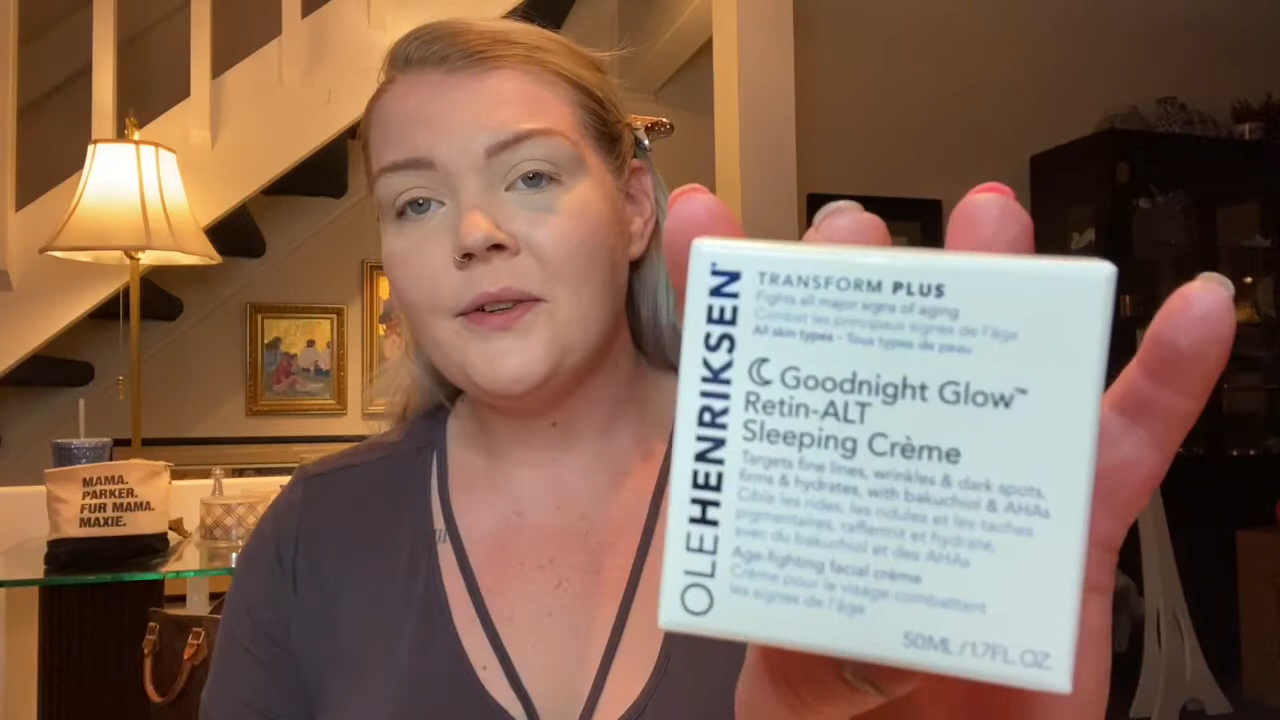 MAMA.
PARKER.
FUR MAMA.
MAXIE.
OLEHENRIKSEN
TRANSFORM PLUS
Fights all major signs of aging
Combat les principaux signes de l'âge
All skin types - Tous types de peau
Goodnight Glow™
Retin-ALT
Sleeping Crème
Targets fine lines, wrinkles & dark spots,
firms & hydrates, with bakuchiol & AHAs
Cible les rides, les ridules et les taches
pigmentaires, raffermit et hydrate,
avec du bakuchiol et des AHAs
Age-fighting facial crème
Crème pour le visage combattant
les signes de l'âge
50ML/1.7FL. OZ.